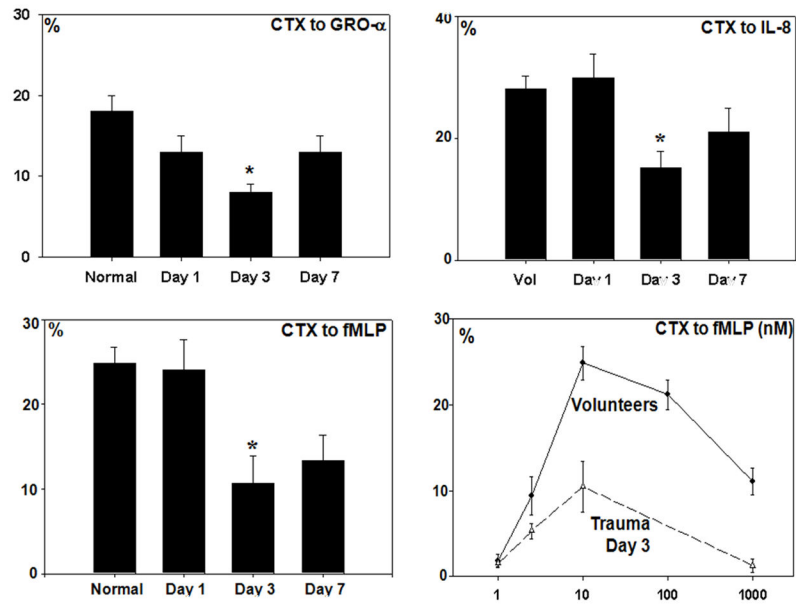 % CTX to GRO-α
30
20
10
0
Normal Day 1 Day 3 Day 7
*
% CTX to IL-8
40
20
0
Vol Day 1 Day 3 Day 7
*
% CTX to fMLP
30
20
10
0
Normal Day 1 Day 3 Day 7
*
% CTX to fMLP (nM)
30
20
10
0
Volunteers
Trauma
Day 3
1 10 100 1000